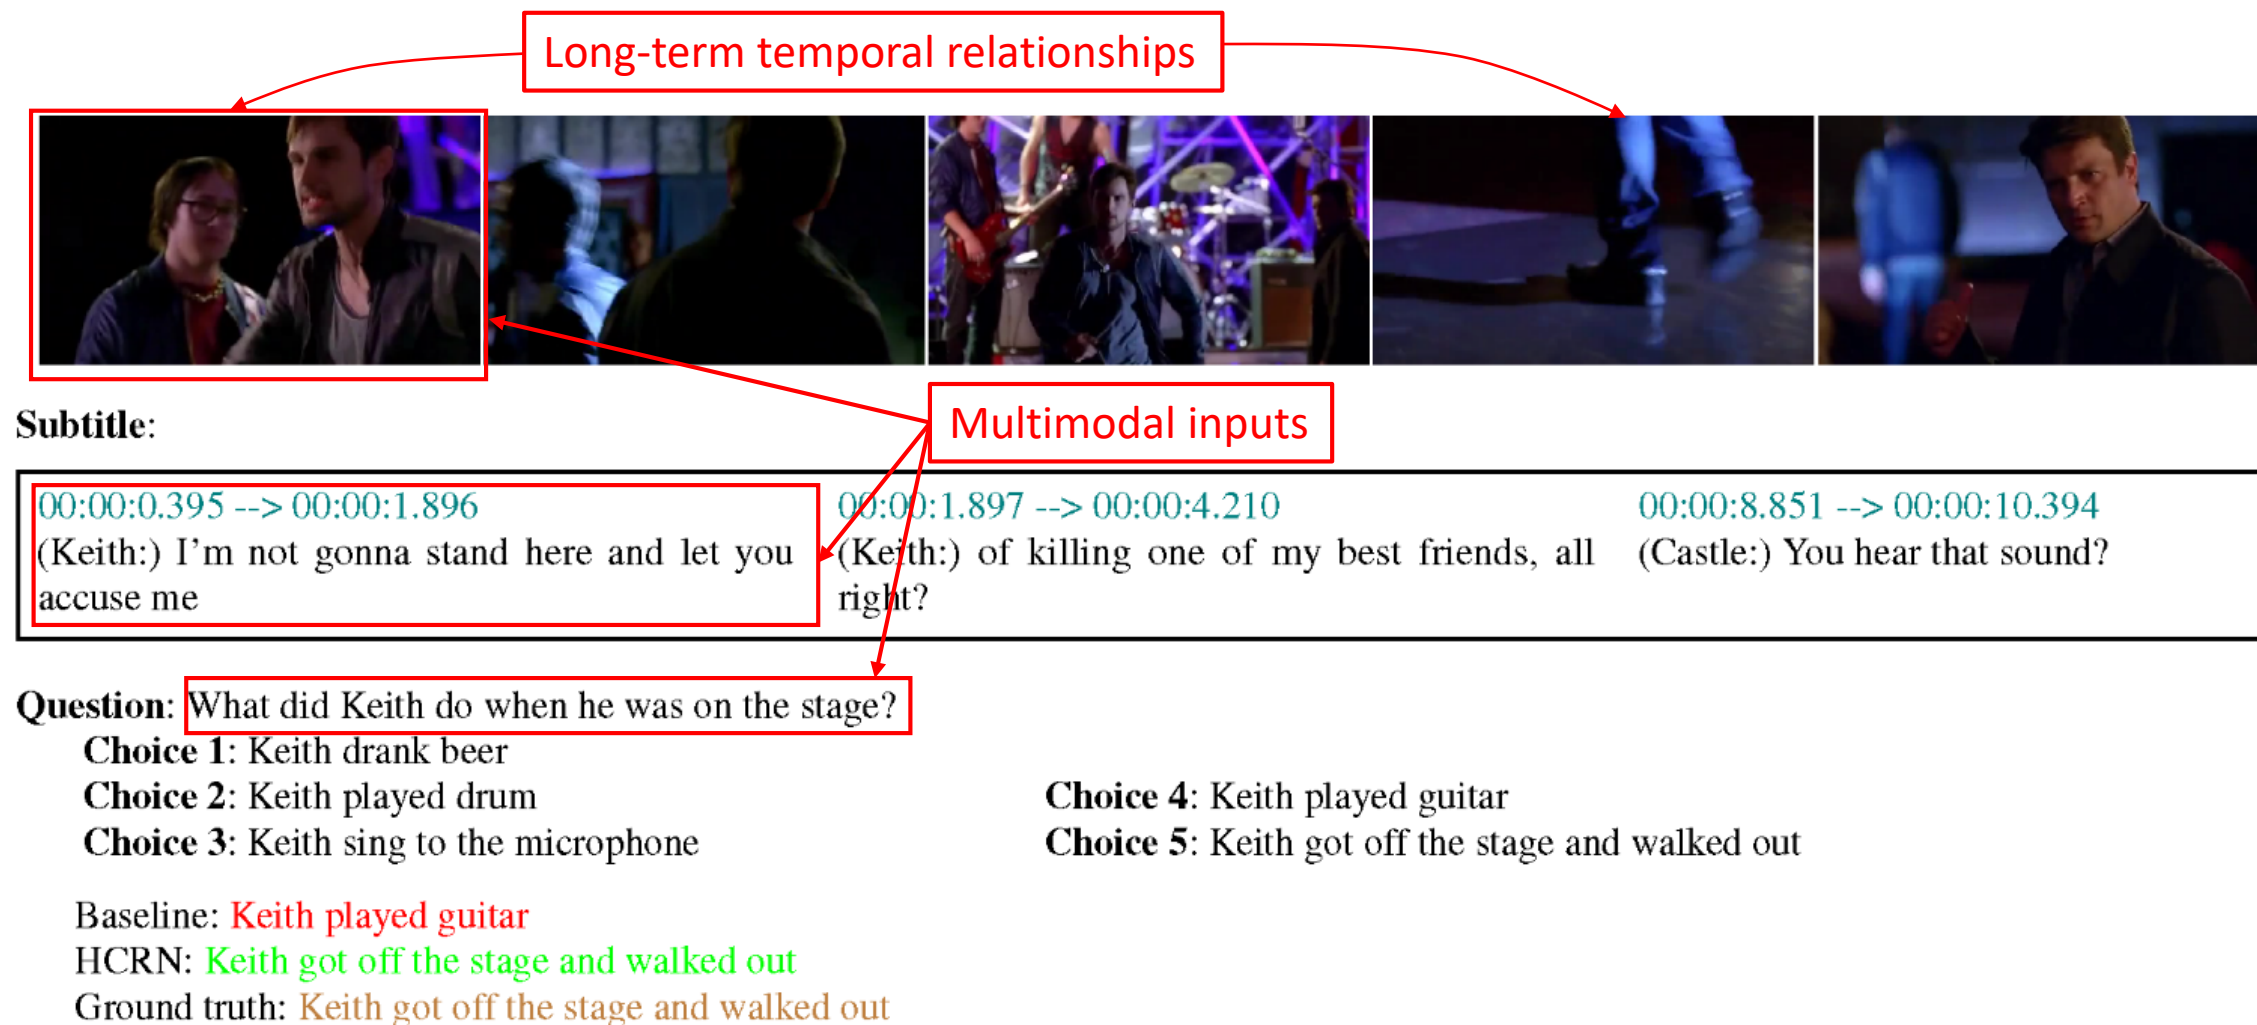 Long-term temporal relationships
Multimodal inputs
Subtitle:
00:00:0.395 --> 00:00:1.896
(Keith:) I'm not gonna stand here and let you
accuse me
00:00:1.897 --> 00:00:4.210
(Keith:) of killing one of my best friends, all
right?
00:00:8.851 --> 00:00:10.394
(Castle:) You hear that sound?
Question: What did Keith do when he was on the stage?
Choice 1: Keith drank beer
Choice 2: Keith played drum
Choice 3: Keith sing to the microphone
Choice 4: Keith played guitar
Choice 5: Keith got off the stage and walked out
Baseline: Keith played guitar
HCRN: Keith got off the stage and walked out
Ground truth: Keith got off the stage and walked out